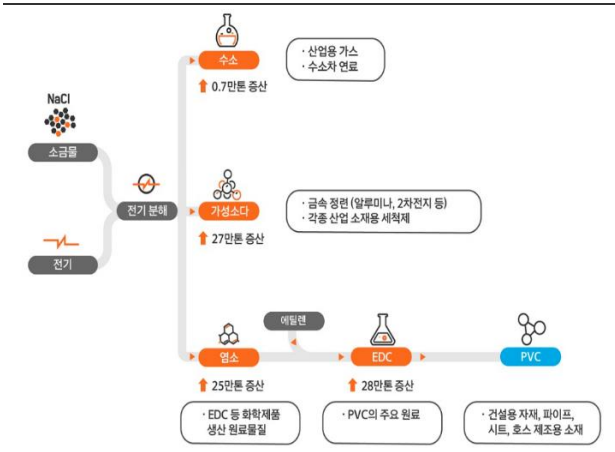 수소
· 산업용 가스
· 수소차 연료
0.7만톤 증산
NaCl
소금물
전기 분해
전기
가성소다
· 금속 정련 (알루미나, 2차전지 등)
· 각종 산업 소재용 세척제
27만톤 증산
에틸렌
염소
EDC
PVC
25만톤 증산
28만톤 증산
· EDC 등 화학제품
생산 원료물질
· PVC의 주요 원료
· 건설용 자재, 파이프,
시트, 호스 제조용 소재